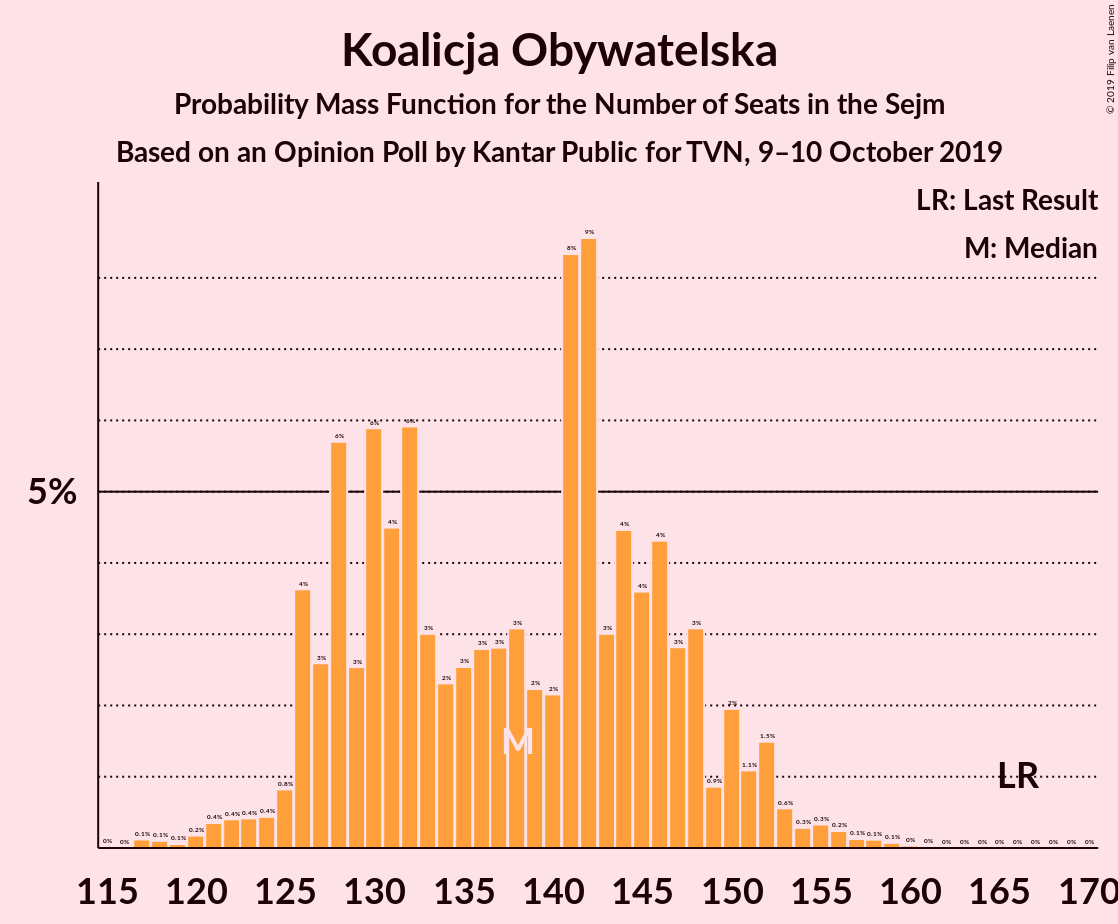 Koalicja Obywatelska
Probability Mass Function for the Number of Seats in the Sejm
Based on an Opinion Poll by Kantar Public for TVN, 9–10 October 2019
© 2019 Filip van Laenen
LR: Last Result
M: Median
5%
0% 0% 0.1% 0.1% 0.1% 0.2% 0.4% 0.4% 0.4% 0.4% 0.8% 4% 3% 6% 3% 6% 4% 6% 3% 2% 3% 3% 3% 3% 2% 2% 8% 9% 3% 4% 4% 4% 3% 3% 0.9% 2% 1.1% 1.5% 0.6% 0.3% 0.3% 0.2% 0.1% 0.1% 0.1% 0% 0% 0% 0% 0% 0% 0% 0% 0% 0% 0%
M
LR
115 120 125 130 135 140 145 150 155 160 165 170